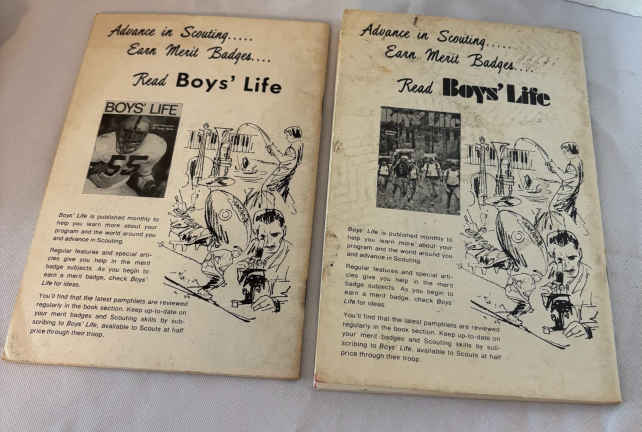 Advance in Scouting.....
Earn Merit Badges....
Read Boys' Life
BOYS' LIFE
55
Boys' Life is published monthly to
help you learn more about your
program and the world around you
and advance in Scouting.
Regular features and special arti-
cles give you help in the merit
badge subjects. As you begin to
earn a merit badge, check Boys'
Life for ideas.
You'll find that the latest pamphlets are reviewed
regularly in the book section. Keep up-to-date on
your merit badges and Scouting skills by sub-
scribing to Boys' Life, available to Scouts at half
price through their troop.
Advance in Scouting.....
Earn Merit Badges....
Read Boys' Life
Boys' Life
Boys' Life is published monthly to
help you learn more about your
program and the world around you
and advance in Scouting.
Regular features and special arti-
cles give you help in the merit
badge subjects. As you begin to
earn a merit badge, check Boys'
Life for ideas.
You'll find that the latest pamphlets are reviewed
regularly in the book section. Keep up-to-date on
your merit badges and Scouting skills by sub-
scribing to Boys' Life, available to Scouts at half
price through their troop.